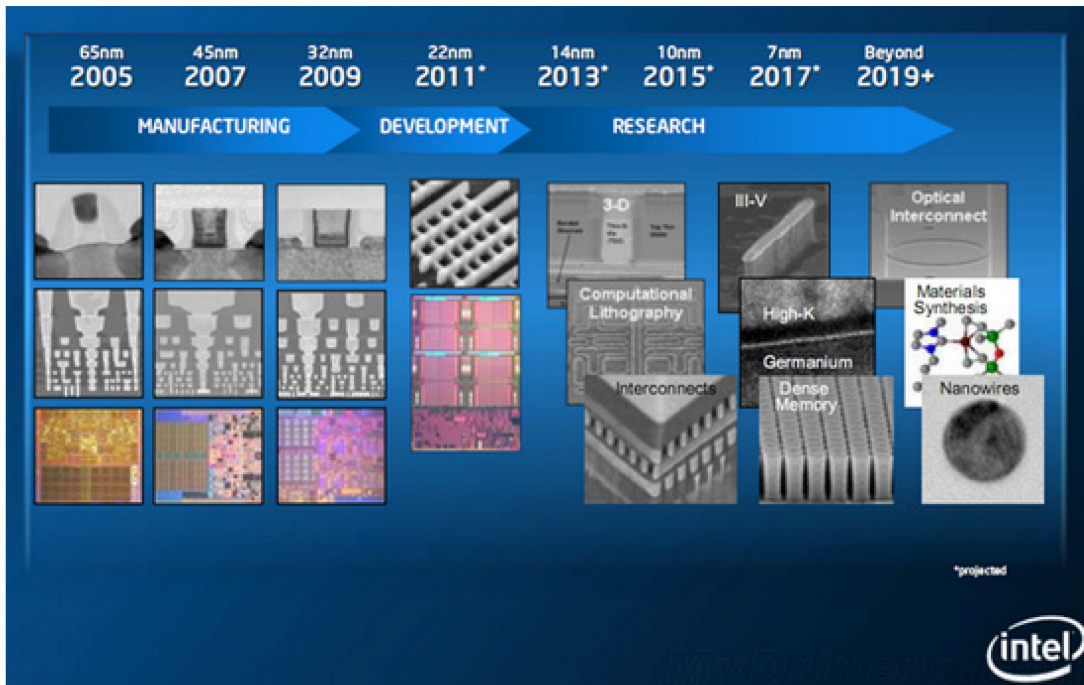 65nm
2005
45nm
2007
32nm
2009
22nm
2011*
14nm
2013*
10nm
2015*
7nm
2017*
Beyond
2019+
MANUFACTURING
DEVELOPMENT
RESEARCH
3-D
III-V
Optical
Interconnect
Computational
Lithography
High-K
Germanium
Materials
Synthesis
Interconnects
Dense
Memory
Nanowires
*projected
intel
MyDrivers